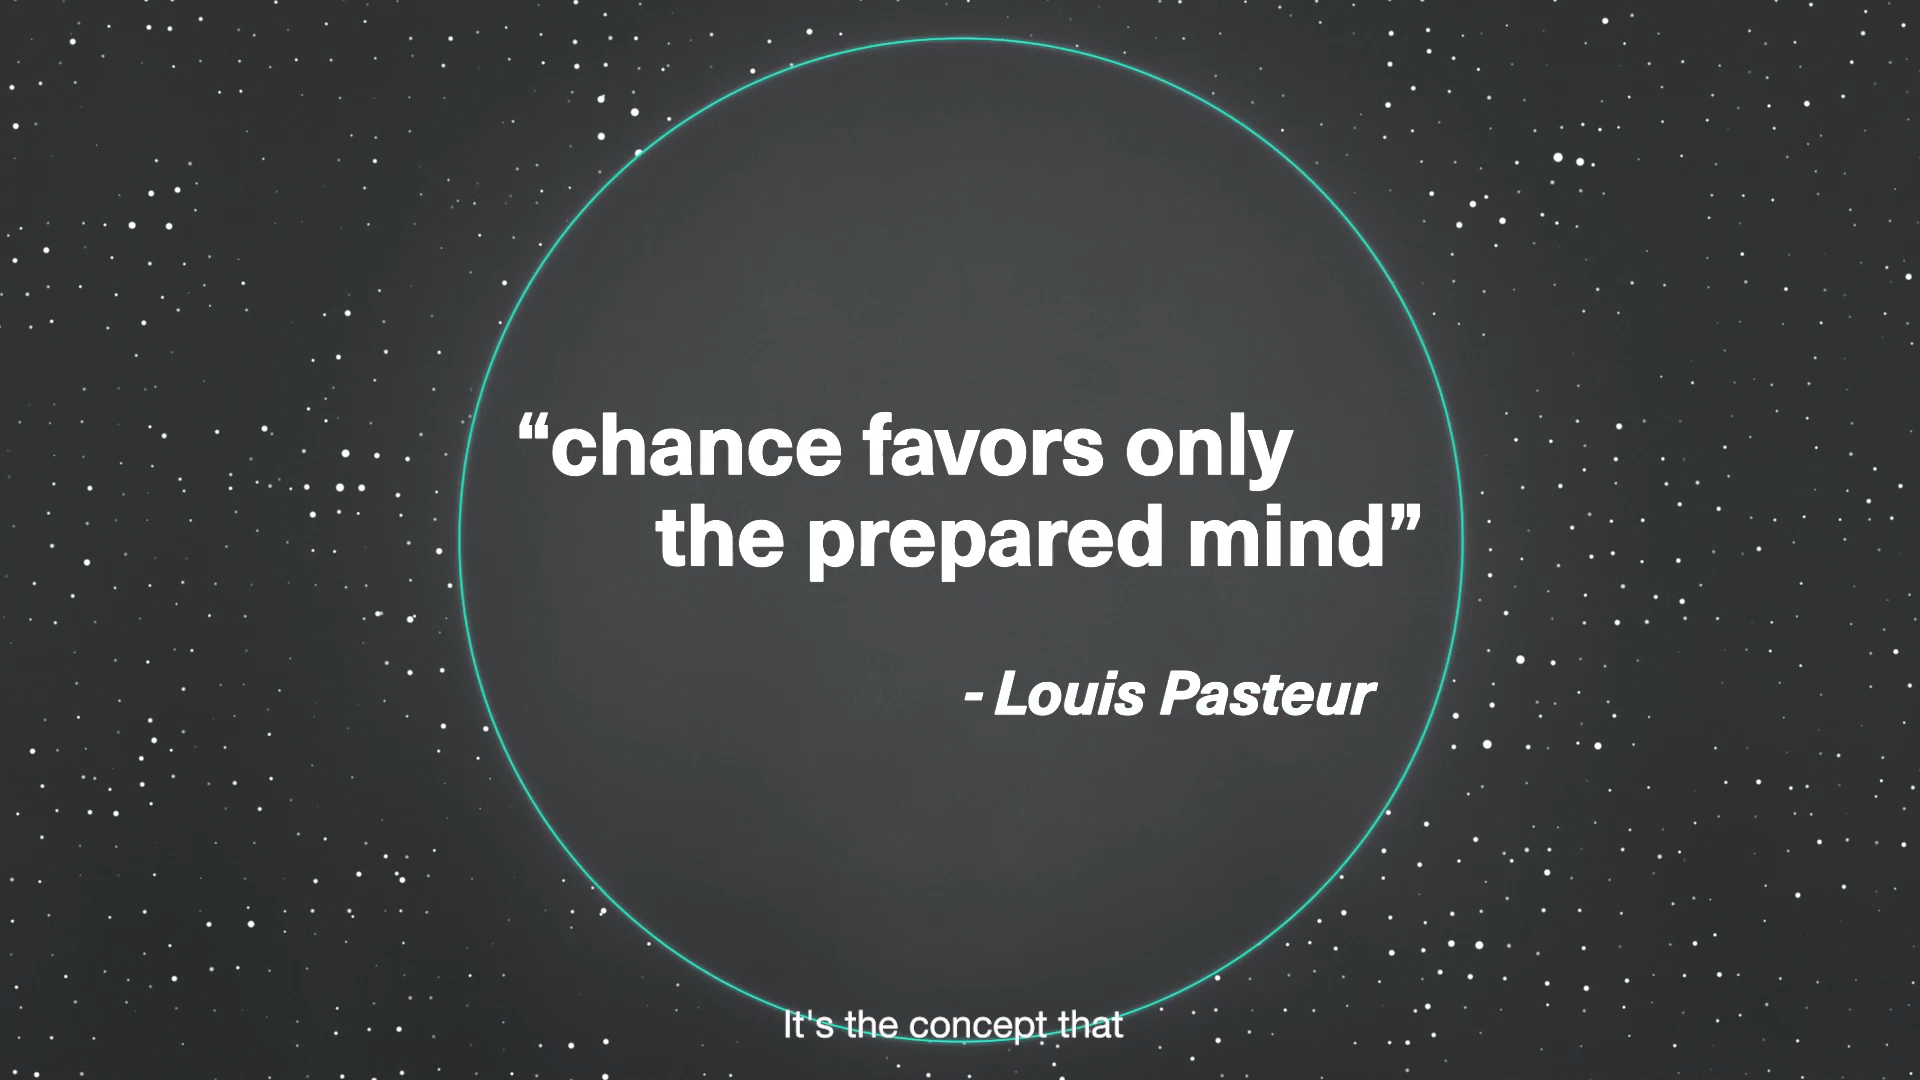 “chance favors only
the prepared mind”
- Louis Pasteur
It's the concept that